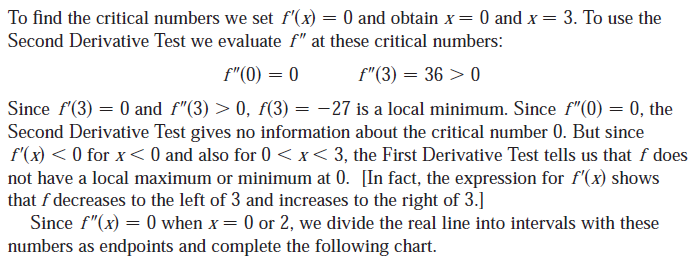 To find the critical numbers we set f′(x) = 0 and obtain x = 0 and x = 3. To use the
Second Derivative Test we evaluate f″ at these critical numbers:
f″(0) = 0 f″(3) = 36 > 0
Since f′(3) = 0 and f″(3) > 0, f(3) = −27 is a local minimum. Since f″(0) = 0, the
Second Derivative Test gives no information about the critical number 0. But since
f′(x) < 0 for x < 0 and also for 0 < x < 3, the First Derivative Test tells us that f does
not have a local maximum or minimum at 0. [In fact, the expression for f′(x) shows
that f decreases to the left of 3 and increases to the right of 3.]
Since f″(x) = 0 when x = 0 or 2, we divide the real line into intervals with these
numbers as endpoints and complete the following chart.